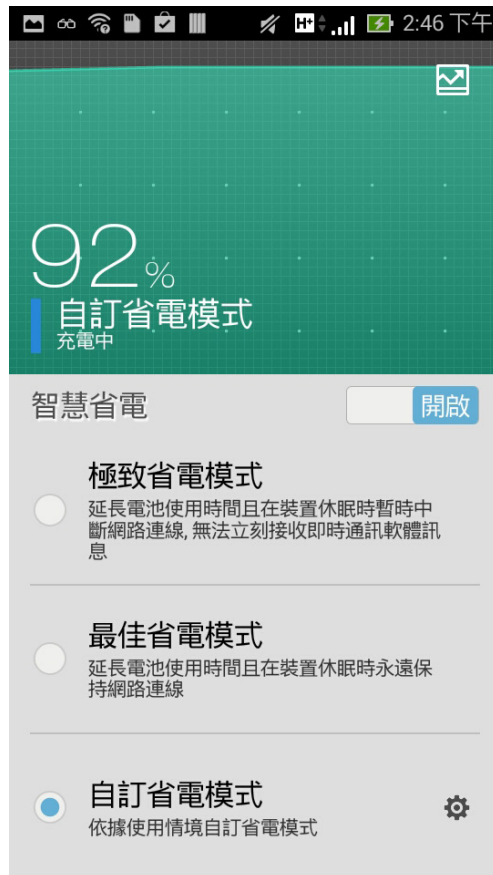 H+ 2:46 下午
92%
自訂省電模式
充電中
智慧省電 開啟
極致省電模式
延長電池使用時間且在裝置休眠時暫時中
斷網路連線, 無法立刻接收即時通訊軟體訊
息
最佳省電模式
延長電池使用時間且在裝置休眠時永遠保
持網路連線
自訂省電模式
依據使用情境自訂省電模式